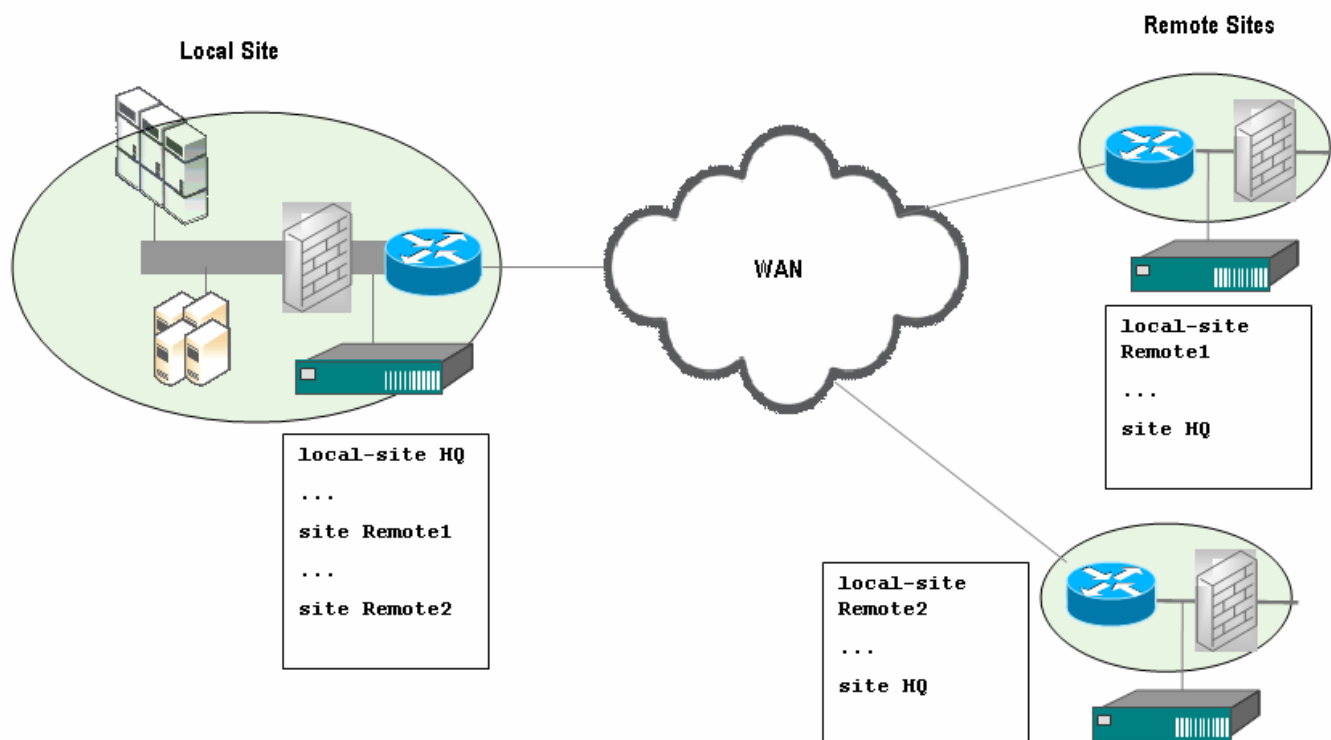 Local Site
Remote Sites
WAN
local-site
Remote1
...
site HQ
local-site HQ
...
site Remote1
...
site Remote2
local-site
Remote2
...
site HQ